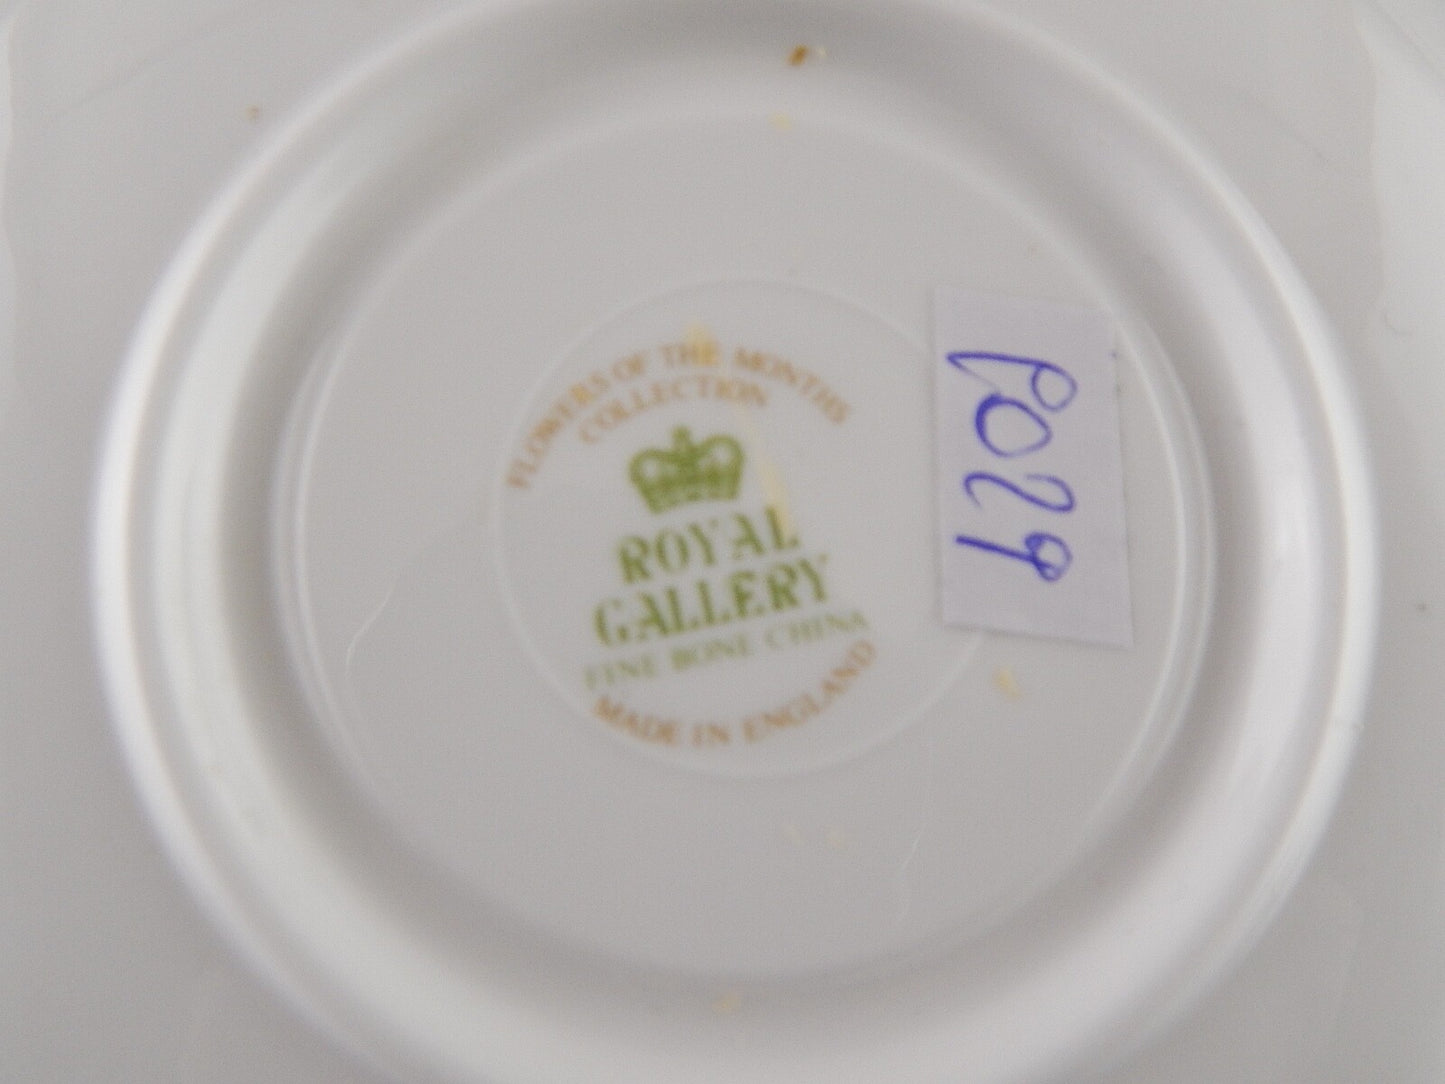 FLOWERS OF THE MONTHS
COLLECTION
ROYAL
GALLERY
FINE BONE CHINA
MADE IN ENGLAND
P029